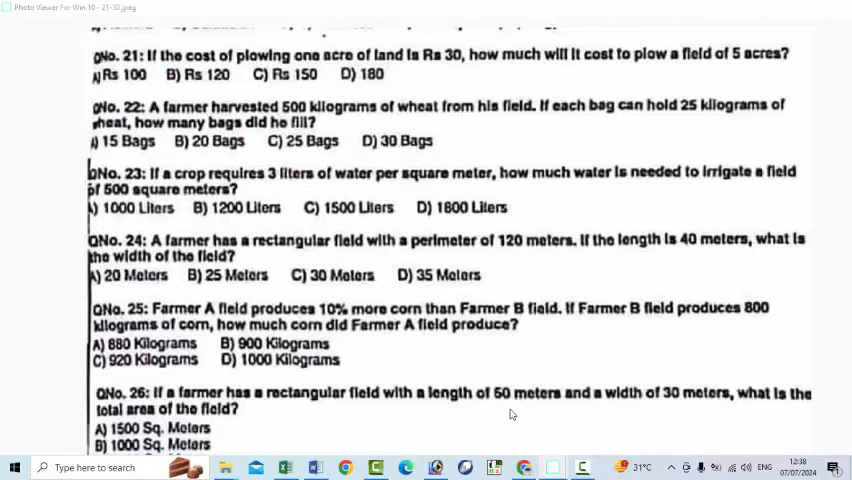 Photo Viewer For Win 10 - 21-30.jpeg
QNo. 21: If the cost of plowing one acre of land is Rs 30, how much will it cost to plow a field of 5 acres?
A) Rs 100 B) Rs 120 C) Rs 150 D) 180
QNo. 22: A farmer harvested 500 kilograms of wheat from his field. If each bag can hold 25 kilograms of
wheat, how many bags did he fill?
A) 15 Bags B) 20 Bags C) 25 Bags D) 30 Bags
QNo. 23: If a crop requires 3 liters of water per square meter, how much water is needed to irrigate a field
of 500 square meters?
A) 1000 Liters B) 1200 Liters C) 1500 Liters D) 1800 Liters
QNo. 24: A farmer has a rectangular field with a perimeter of 120 meters. If the length is 40 meters, what is
the width of the field?
A) 20 Meters B) 25 Meters C) 30 Meters D) 35 Meters
QNo. 25: Farmer A field produces 10% more corn than Farmer B field. If Farmer B field produces 800
kilograms of corn, how much corn did Farmer A field produce?
A) 880 Kilograms B) 900 Kilograms
C) 920 Kilograms D) 1000 Kilograms
QNo. 26: If a farmer has a rectangular field with a length of 50 meters and a width of 30 meters, what is the
total area of the field?
A) 1500 Sq. Meters
B) 1000 Sq. Meters
Type here to search
31°C
ENG
12:38
07/07/2024